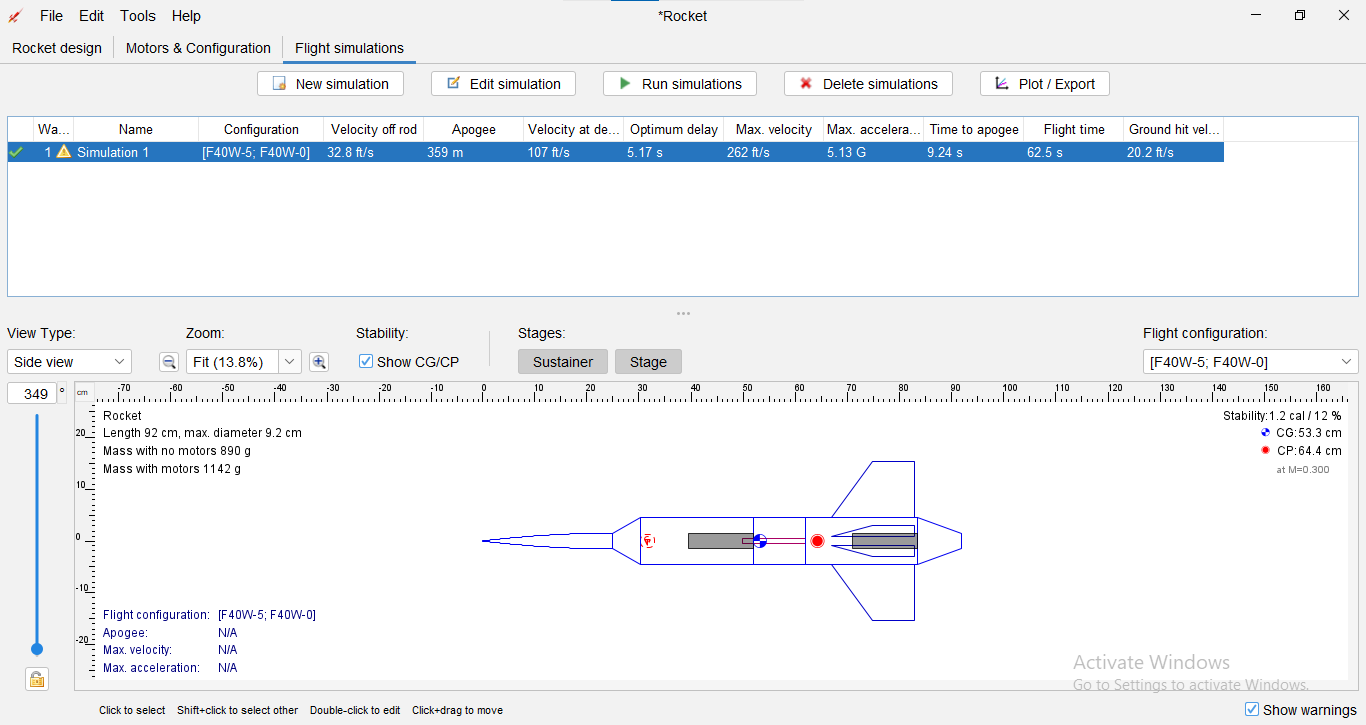 File Edit Tools Help *Rocket
Rocket design Motors & Configuration Flight simulations
New simulation Edit simulation Run simulations Delete simulations Plot / Export
Wa... Name Configuration Velocity off rod Apogee Velocity at de... Optimum delay Max. velocity Max. accelera... Time to apogee Flight time Ground hit vel...
1 Simulation 1 [F40W-5; F40W-0] 32.8 ft/s 359 m 107 ft/s 5.17 s 262 ft/s 5.13 G 9.24 s 62.5 s 20.2 ft/s
View Type: Zoom: Stability: Stages: Flight configuration:
Side view Fit (13.8%) Show CG/CP Sustainer Stage [F40W-5; F40W-0]
349 °
cm -70 -60 -50 -40 -30 -20 -10 0 10 20 30 40 50 60 70 80 90 100 110 120 130 140 150 160
20
10
0
-10
-20
Rocket
Length 92 cm, max. diameter 9.2 cm
Mass with no motors 890 g
Mass with motors 1142 g
Stability:1.2 cal / 12 %
CG:53.3 cm
CP:64.4 cm
at M=0.300
Flight configuration: [F40W-5; F40W-0]
Apogee: N/A
Max. velocity: N/A
Max. acceleration: N/A
Activate Windows
Go to Settings to activate Windows.
Click to select Shift+click to select other Double-click to edit Click+drag to move Show warnings